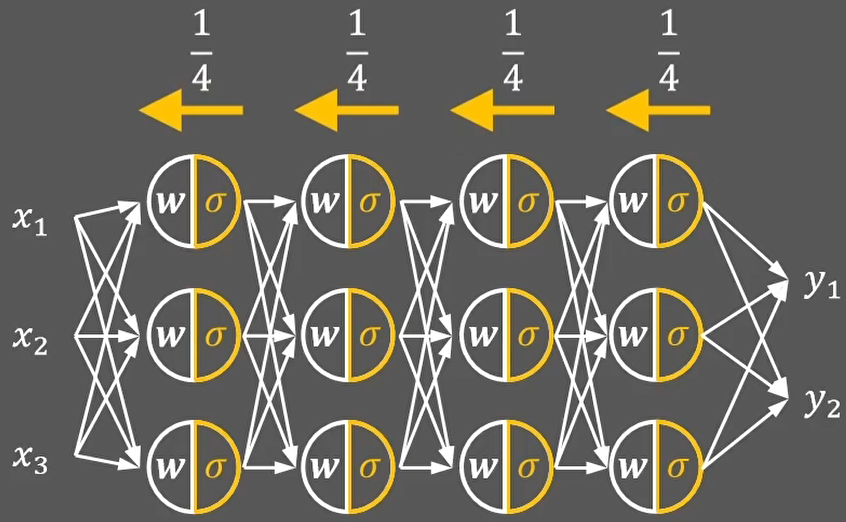 1/4 1/4 1/4 1/4
x₁ w σ w σ w σ w σ
y₁
x₂ w σ w σ w σ w σ
y₂
x₃ w σ w σ w σ w σ